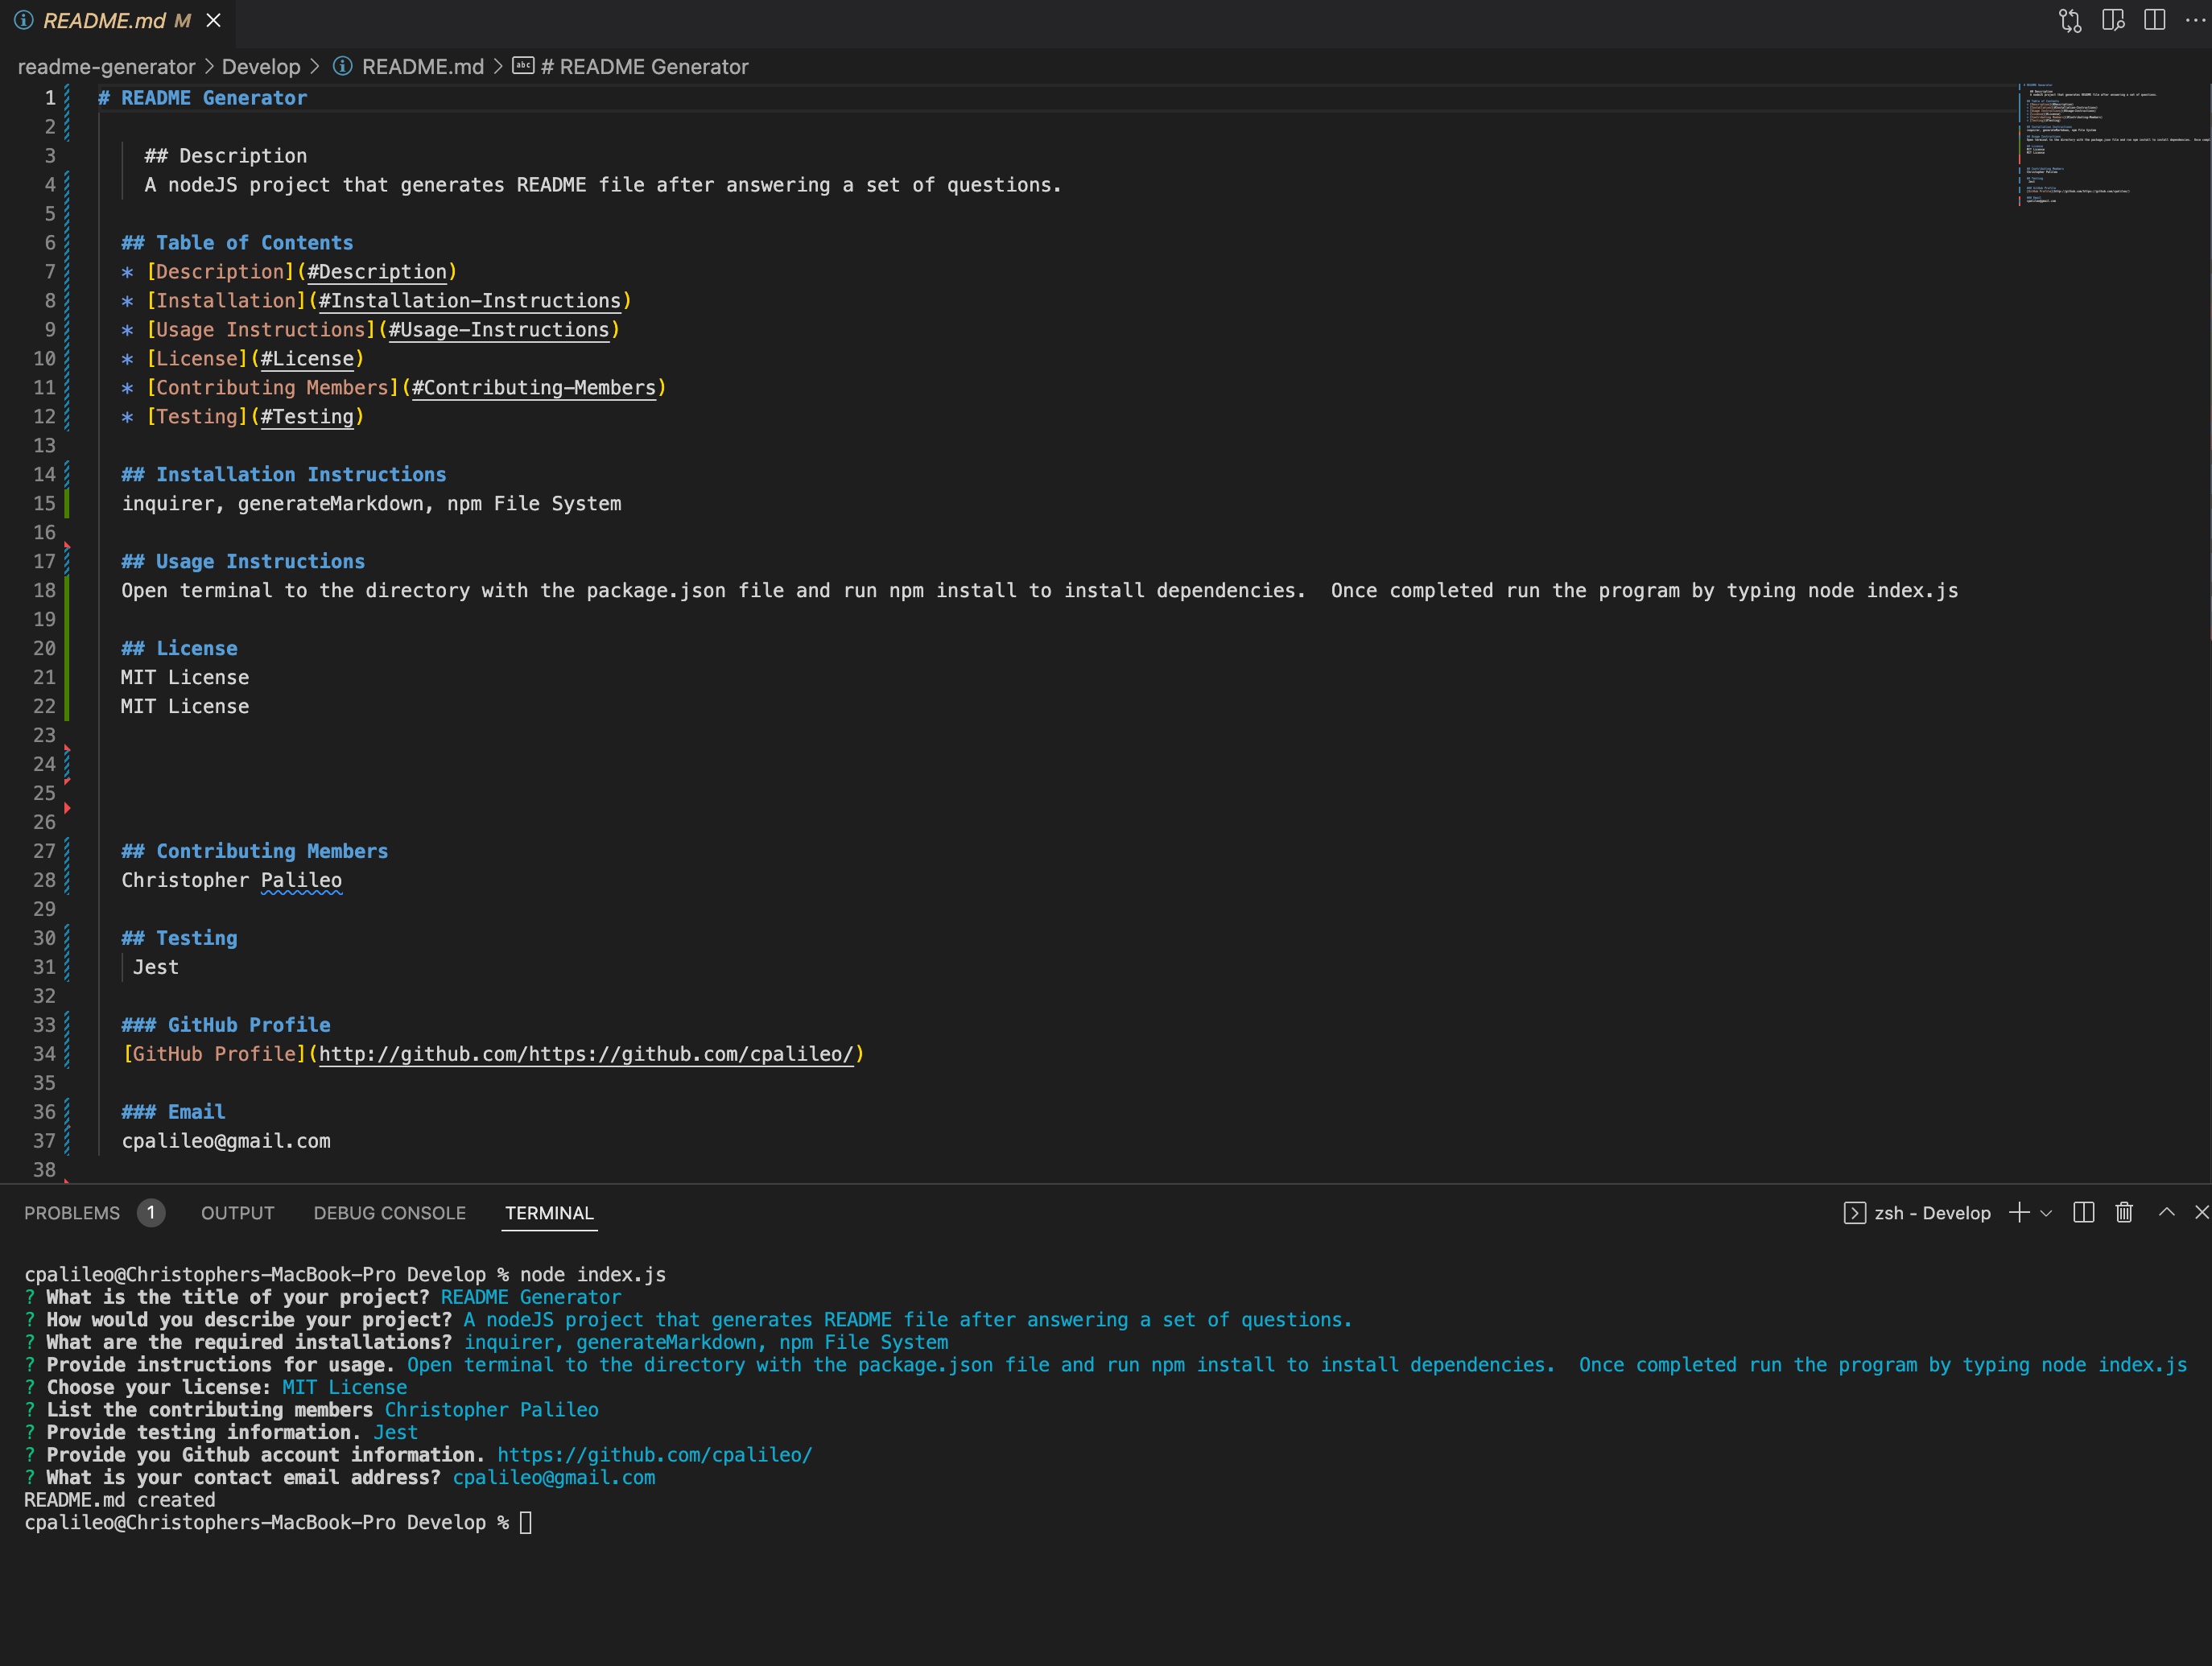 README.md M
readme-generator > Develop > README.md > # README Generator
1 # README Generator
2
3 ## Description
4 A nodeJS project that generates README file after answering a set of questions.
5
6 ## Table of Contents
7 * [Description](#Description)
8 * [Installation](#Installation-Instructions)
9 * [Usage Instructions](#Usage-Instructions)
10 * [License](#License)
11 * [Contributing Members](#Contributing-Members)
12 * [Testing](#Testing)
13
14 ## Installation Instructions
15 inquirer, generateMarkdown, npm File System
16
17 ## Usage Instructions
18 Open terminal to the directory with the package.json file and run npm install to install dependencies.  Once completed run the program by typing node index.js
19
20 ## License
21 MIT License
22 MIT License
23
24
25
26
27 ## Contributing Members
28 Christopher Palileo
29
30 ## Testing
31 Jest
32
33 ### GitHub Profile
34 [GitHub Profile](http://github.com/https://github.com/cpalileo/)
35
36 ### Email
37 cpalileo@gmail.com
38
PROBLEMS 1 OUTPUT DEBUG CONSOLE TERMINAL zsh - Develop
cpalileo@Christophers-MacBook-Pro Develop % node index.js
? What is the title of your project? README Generator
? How would you describe your project? A nodeJS project that generates README file after answering a set of questions.
? What are the required installations? inquirer, generateMarkdown, npm File System
? Provide instructions for usage. Open terminal to the directory with the package.json file and run npm install to install dependencies.  Once completed run the program by typing node index.js
? Choose your license: MIT License
? List the contributing members Christopher Palileo
? Provide testing information. Jest
? Provide you Github account information. https://github.com/cpalileo/
? What is your contact email address? cpalileo@gmail.com
README.md created
cpalileo@Christophers-MacBook-Pro Develop %